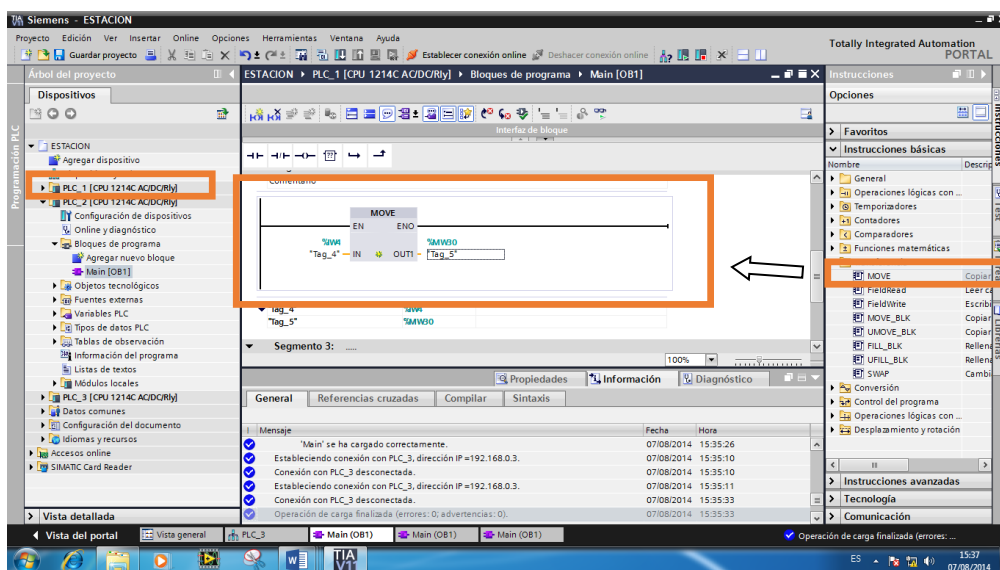 Siemens - ESTACION
Proyecto Edición Ver Insertar Online Opciones Herramientas Ventana Ayuda
Guardar proyecto Establecer conexión online Deshacer conexión online
Totally Integrated Automation
PORTAL
Árbol del proyecto
Dispositivos
Programación PLC
ESTACION
Agregar dispositivo
PLC_1 [CPU 1214C AC/DC/Rly]
PLC_2 [CPU 1214C AC/DC/Rly]
Configuración de dispositivos
Online y diagnóstico
Bloques de programa
Agregar nuevo bloque
Main [OB1]
Objetos tecnológicos
Fuentes externas
Variables PLC
Tipos de datos PLC
Tablas de observación
Información del programa
Listas de textos
Módulos locales
PLC_3 [CPU 1214C AC/DC/Rly]
Datos comunes
Configuración del documento
Idiomas y recursos
Accesos online
SIMATIC Card Reader
Vista detallada
ESTACION PLC_1 [CPU 1214C AC/DC/Rly] Bloques de programa Main [OB1]
Interfaz de bloque
Comentario
MOVE
EN ENO
%IW4 %MW30
"Tag_4" IN OUT1 "Tag_5"
"Tag_4" %IW4
"Tag_5" %MW30
Segmento 3: .....
100%
Propiedades Información Diagnóstico
General Referencias cruzadas Compilar Sintaxis
! Mensaje Fecha Hora
'Main' se ha cargado correctamente. 07/08/2014 15:35:26
Estableciendo conexión con PLC_3, dirección IP =192.168.0.3. 07/08/2014 15:35:10
Conexión con PLC_3 desconectada. 07/08/2014 15:35:10
Estableciendo conexión con PLC_3, dirección IP =192.168.0.3. 07/08/2014 15:35:11
Conexión con PLC_3 desconectada. 07/08/2014 15:35:33
Operación de carga finalizada (errores: 0; advertencias: 0). 07/08/2014 15:35:33
Instrucciones
Opciones
Favoritos
Instrucciones básicas
Nombre Descrip
General
Operaciones lógicas con ...
Temporizadores
Contadores
Comparadores
Funciones matemáticas
MOVE Copiar
FieldRead Leer ca
FieldWrite Escribi
MOVE_BLK Copiar
UMOVE_BLK Copiar
FILL_BLK Rellena
UFILL_BLK Rellena
SWAP Cambi
Conversión
Control del programa
Operaciones lógicas con ...
Desplazamiento y rotación
Instrucciones avanzadas
Tecnología
Comunicación
Instrucciones
Test
Librerías
Vista del portal Vista general PLC_3 Main (OB1) Main (OB1) Main (OB1) Operación de carga finalizada (errores: ...
TIA V11
ES 15:37
07/08/2014